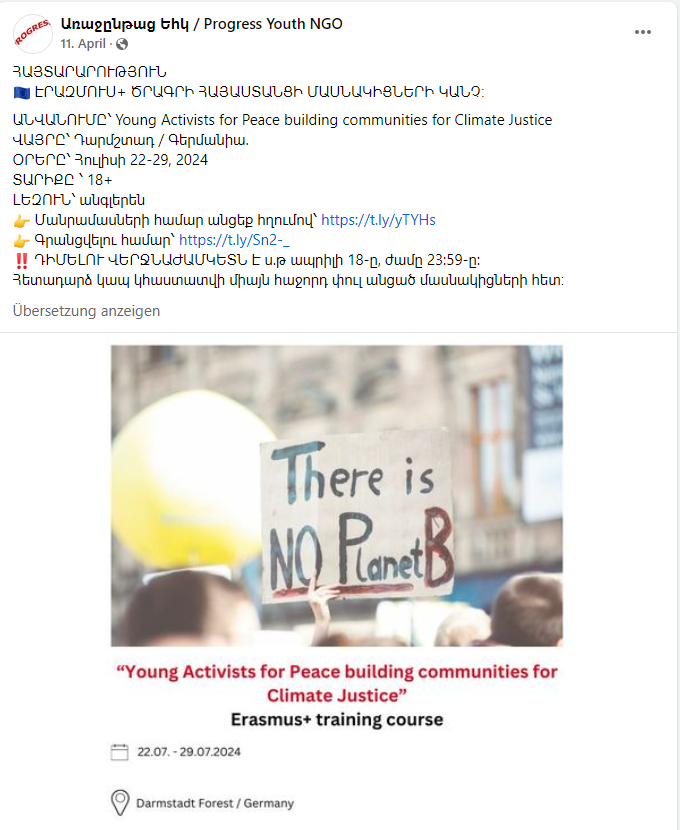 ROGRES
Առաջընթաց ԵՀԿ / Progress Youth NGO
11. April ·
ՀԱՅՏԱՐԱՐՈՒԹՅՈՒՆ
🇪🇺 ԷՐԱԶՄՈՒՍ+ ԾՐԱԳՐԻ ՀԱՅԱՍՏԱՆՑԻ ՄԱՍՆԱԿԻՑՆԵՐԻ ԿԱՆՉ:
ԱՆՎԱՆՈՒՄԸ՝ Young Activists for Peace building communities for Climate Justice
ՎԱՅՐԸ՝ Դարմշտադ / Գերմանիա.
ՕՐԵՐԸ՝ Հուլիսի 22-29, 2024
ՏԱՐԻՔԸ ՝ 18+
ԼԵԶՈՒՆ՝ անգլերեն
👉 Մանրամասների համար անցեք հղումով՝ https://t.ly/yTYHs
👉 Գրանցվելու համար՝ https://t.ly/Sn2-_
‼️ ԴԻՄԵԼՈՒ ՎԵՐՋՆԱԺԱՄԿԵՏՆ Է ս.թ ապրիլի 18-ը, ժամը 23:59-ը:
Հետադարձ կապ կհաստատվի միայն հաջորդ փուլ անցած մասնակիցների հետ:
Übersetzung anzeigen
There is
NO PlanetB
“Young Activists for Peace building communities for
Climate Justice”
Erasmus+ training course
22.07. - 29.07.2024
Darmstadt Forest / Germany